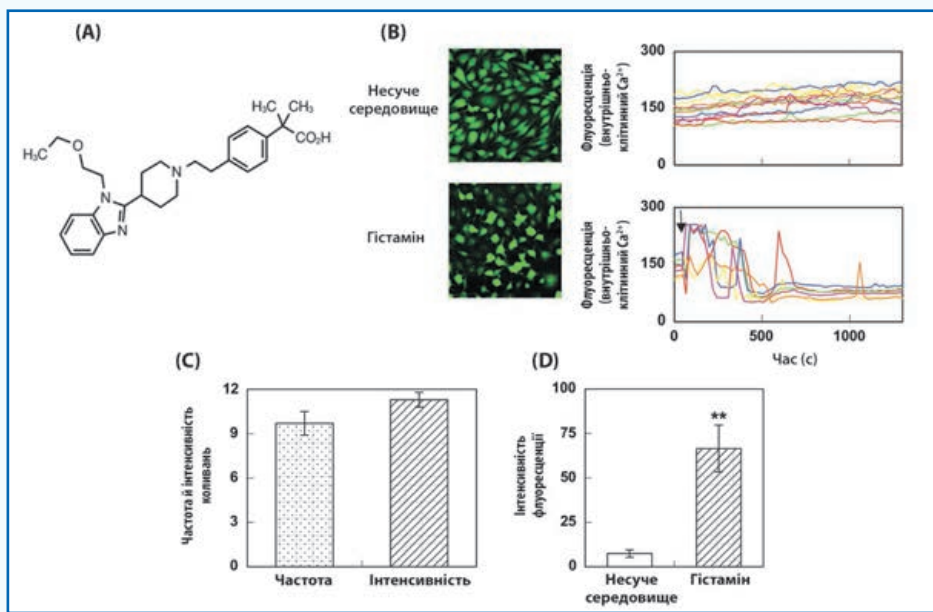 (A)
CH₃
CH₃
CO₂H
H₃C
O
N
N
N
(B)
Несуче
середовище
Гістамін
Флуоресценція
(внутрішньо-
клітинний Ca²⁺)
300
150
0
Флуоресценція
(внутрішньо-
клітинний Ca²⁺)
300
150
0
0
500
1000
Час (с)
(C)
Частота й інтенсивність
коливань
12
9
6
3
0
Частота
Інтенсивність
(D)
Інтенсивність
флуоресценції
100
75
50
25
0
**
Несуче
середовище
Гістамін